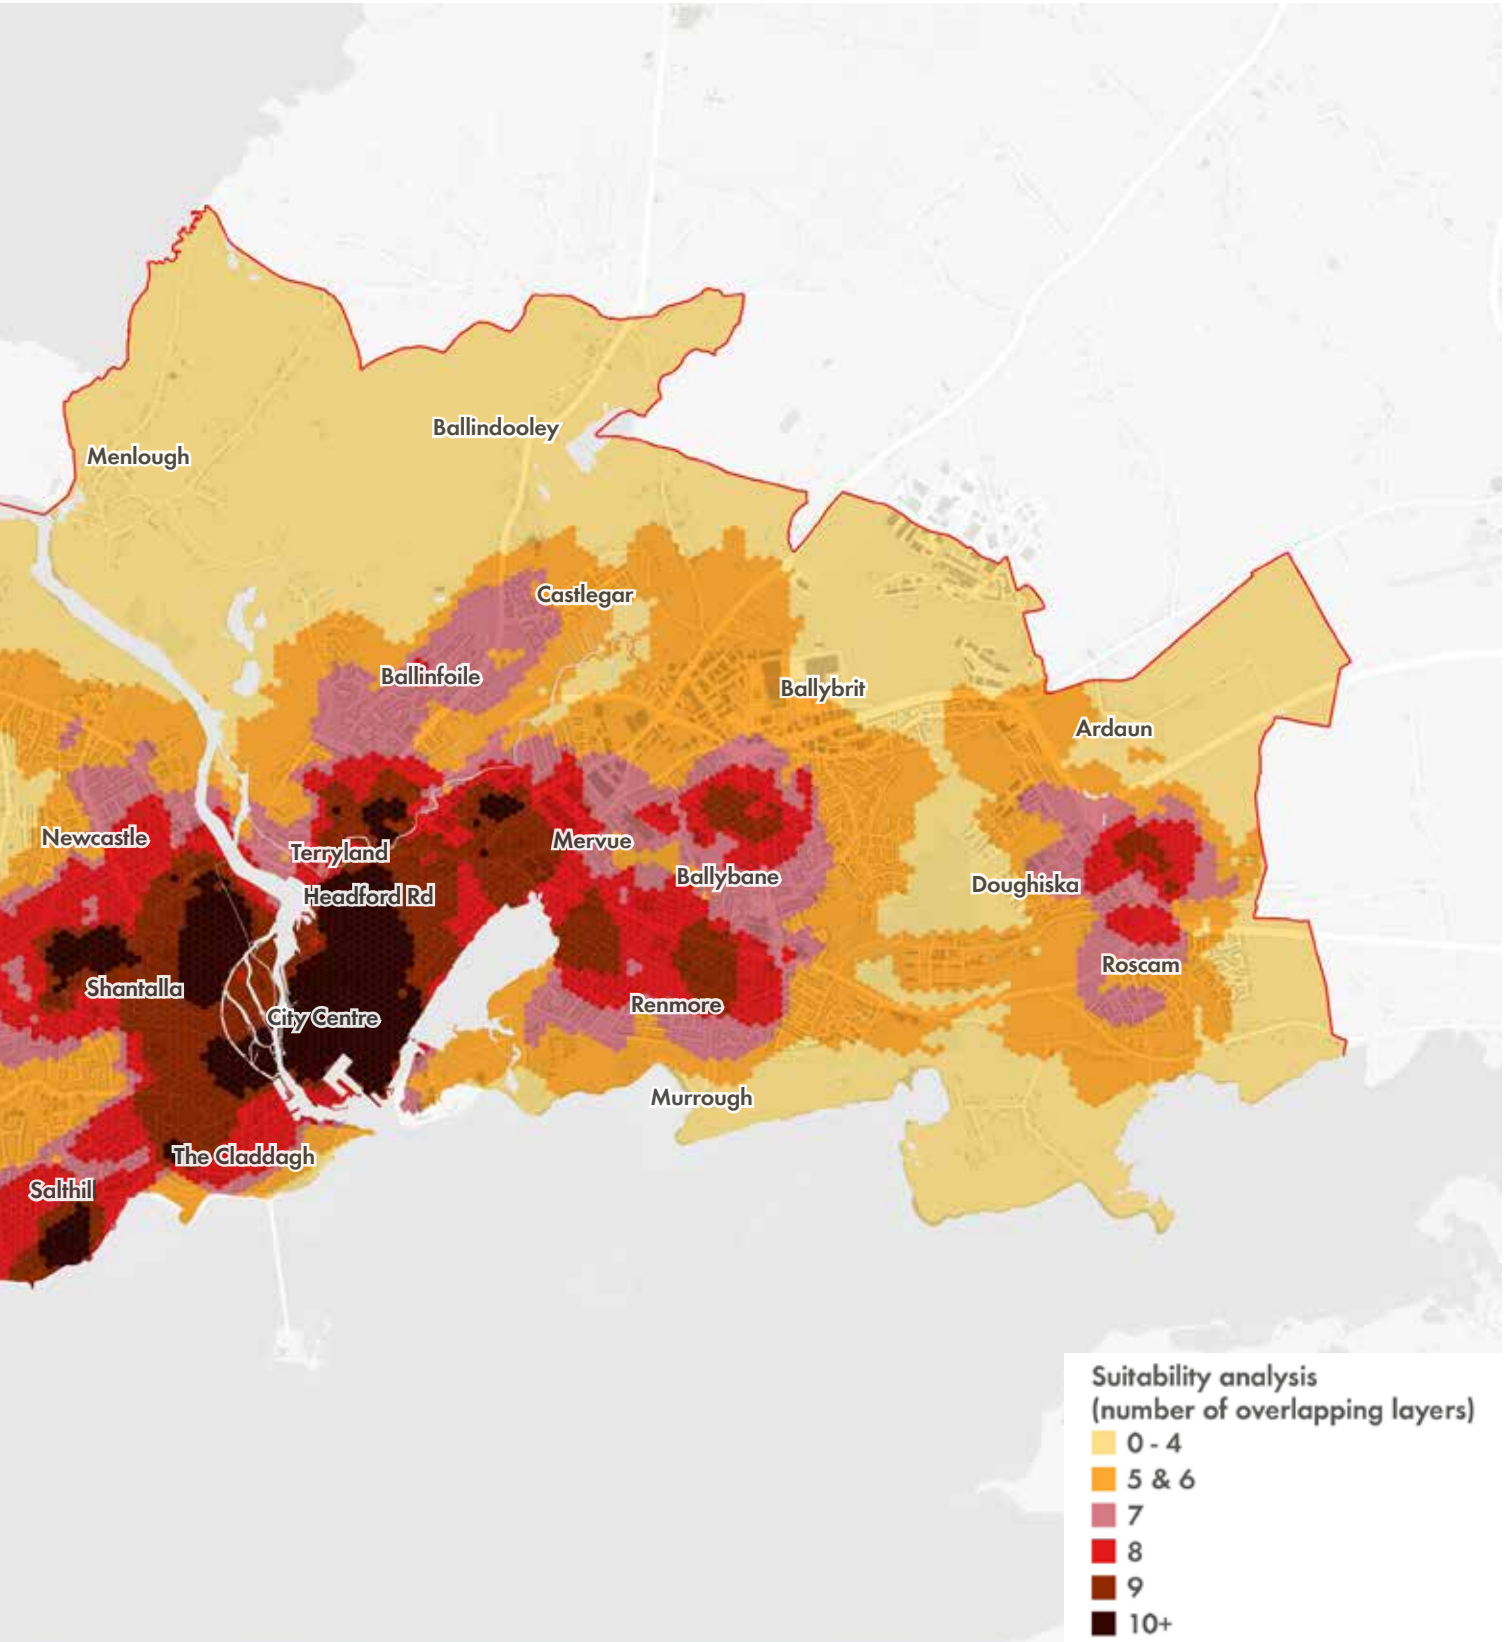 Ballindooley
Menlough
Castlegar
Ballinfoile
Ballybrit
Ardaun
Newcastle
Mervue
Terryland
Ballybane
Doughiska
Headford Rd
Roscam
Shantalla
Renmore
City Centre
Murrough
The Claddagh
Salthil
Suitability analysis
(number of overlapping layers)
0 - 4
5 & 6
7
8
9
10+